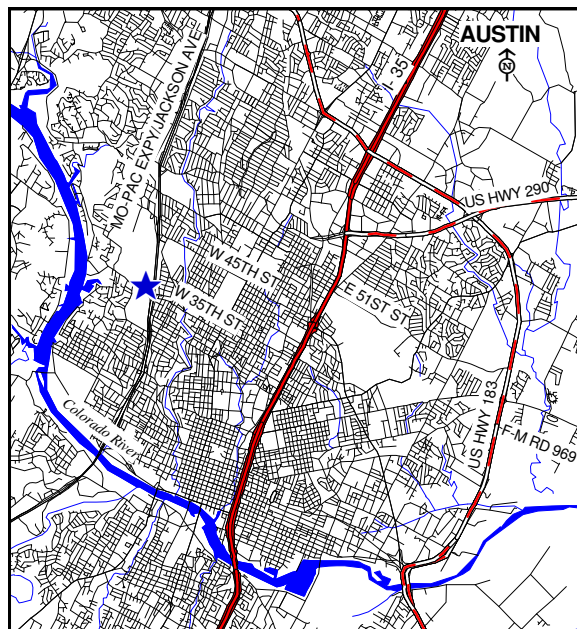 AUSTIN
N
I 35
MO-PAC EXPY/JACKSON AVE
US HWY 290
W 45TH ST
W 35TH ST
E 51ST ST
Colorado River
US HWY 183
F-M RD 969